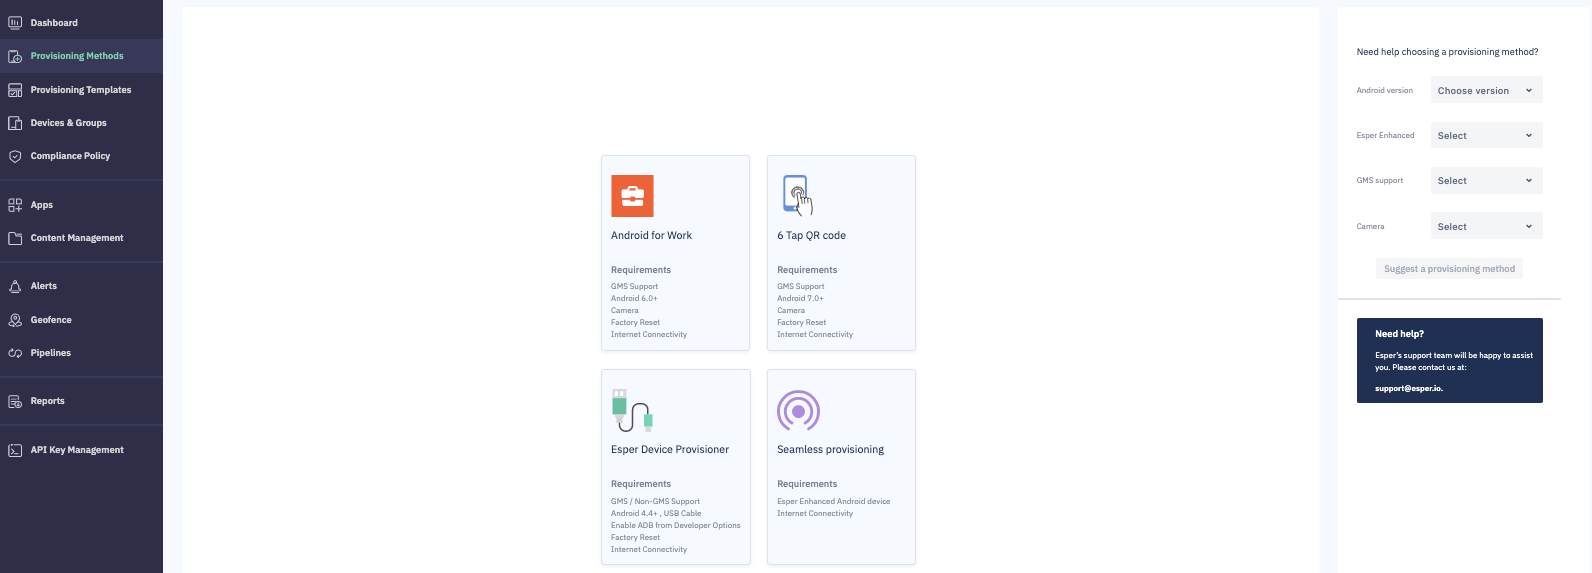 Dashboard
Provisioning Methods
Provisioning Templates
Devices & Groups
Compliance Policy
Apps
Content Management
Alerts
Geofence
Pipelines
Reports
API Key Management
Android for Work
Requirements
GMS Support
Android 6.0+
Camera
Factory Reset
Internet Connectivity
6 Tap QR code
Requirements
GMS Support
Android 7.0+
Camera
Factory Reset
Internet Connectivity
Esper Device Provisioner
Requirements
GMS / Non-GMS Support
Android 4.4+ , USB Cable
Enable ADB from Developer Options
Factory Reset
Internet Connectivity
Seamless provisioning
Requirements
Esper Enhanced Android device
Internet Connectivity
Need help choosing a provisioning method?
Android version Choose version
Esper Enhanced Select
GMS support Select
Camera Select
Suggest a provisioning method
Need help?
Esper's support team will be happy to assist
you. Please contact us at:
support@esper.io.